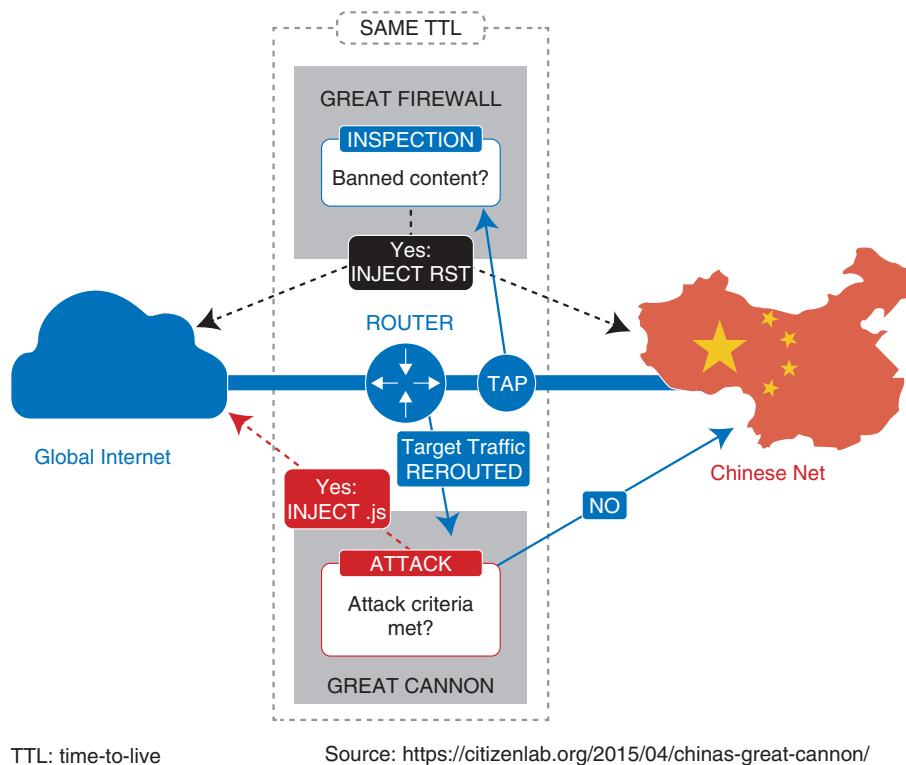 SAME TTL
GREAT FIREWALL
INSPECTION
Banned content?
Yes:
INJECT RST
ROUTER
TAP
Global Internet
Target Traffic
REROUTED
Chinese Net
Yes:
INJECT .js
NO
ATTACK
Attack criteria
met?
GREAT CANNON
TTL: time-to-live
Source: https://citizenlab.org/2015/04/chinas-great-cannon/